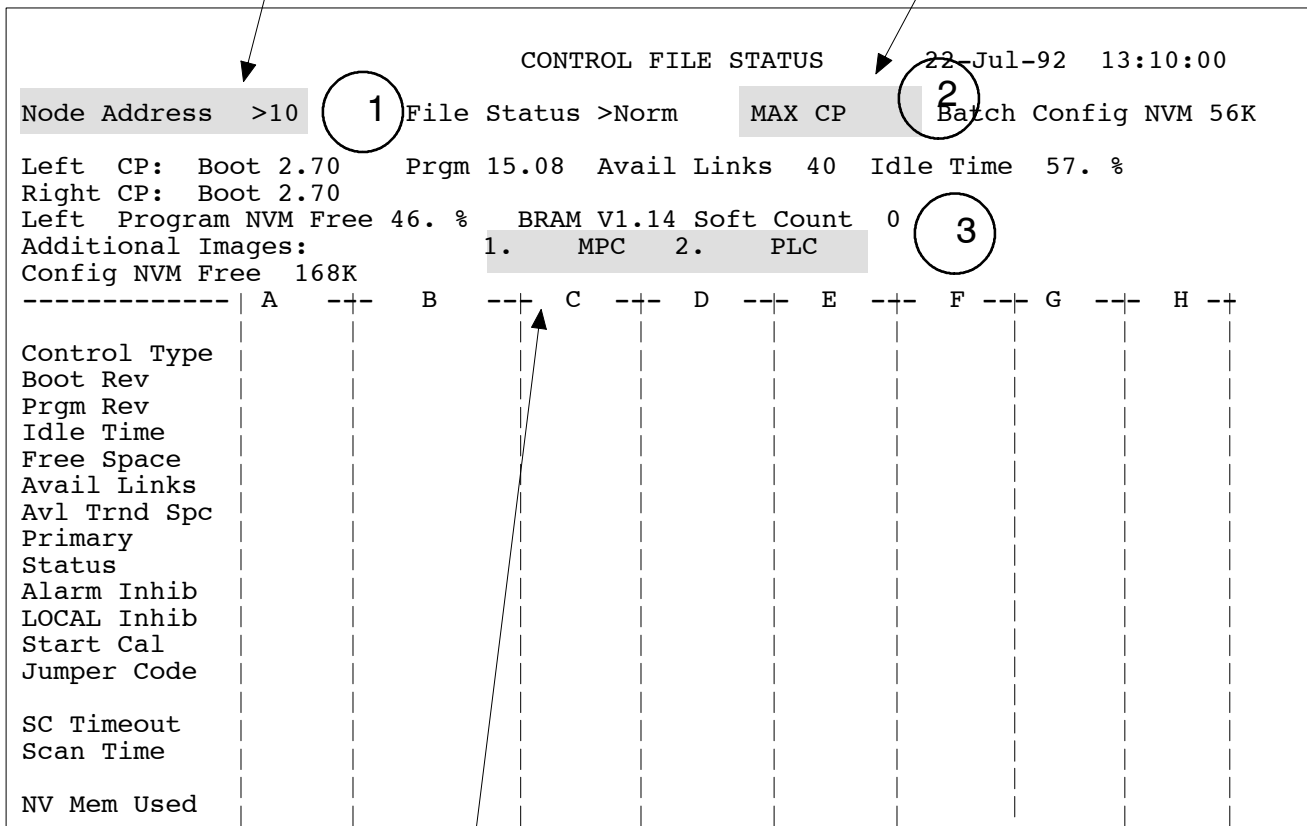 CONTROL FILE STATUS 22-Jul-92 13:10:00
Node Address >10 1 File Status >Norm MAX CP 2 Batch Config NVM 56K
Left CP: Boot 2.70 Prgm 15.08 Avail Links 40 Idle Time 57. %
Right CP: Boot 2.70
Left Program NVM Free 46. % BRAM V1.14 Soft Count 0 3
Additional Images: 1. MPC 2. PLC
Config NVM Free 168K
-------------| A --- B --- C --- D --- E --- F --- G --- H --
Control Type
Boot Rev
Prgm Rev
Idle Time
Free Space
Avail Links
Avl Trnd Spc
Primary
Status
Alarm Inhib
LOCAL Inhib
Start Cal
Jumper Code
SC Timeout
Scan Time
NV Mem Used